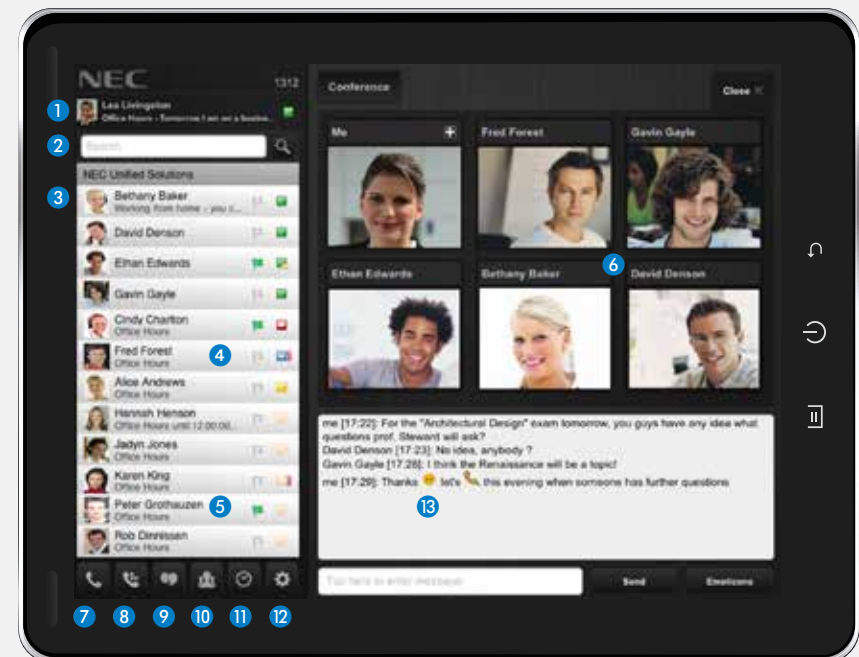 NEC
1312
1
Lea Livingston
Office Hours - Tomorrow I am on a busine...
2
Search
NEC Unified Solutions
3
Bethany Baker
Working from home - you c...
David Denson
Ethan Edwards
Gavin Gayle
Cindy Charlton
Office Hours
Fred Forest
Office Hours
4
Alice Andrews
Office Hours
Hannah Henson
Office Hours until 12:00:00,
Jadyn Jones
Office Hours
Karen King
Office Hours
Peter Grothauzen
Office Hours
5
Rob Dinnissen
Office Hours
7 8 9 10 11 12
Conference
Close
Me
Fred Forest
Gavin Gayle
Ethan Edwards
Bethany Baker
6
David Denson
me [17:22]: For the "Architectural Design" exam tomorrow, you guys have any idea what
questions prof. Steward will ask?
David Denson [17:23]: No idea, anybody ?
Gavin Gayle [17:26]: I think the Renaissance will be a topic!
me [17:29]: Thanks let's this evening when someone has further questions
13
Tap here to enter message
Send
Emoticons